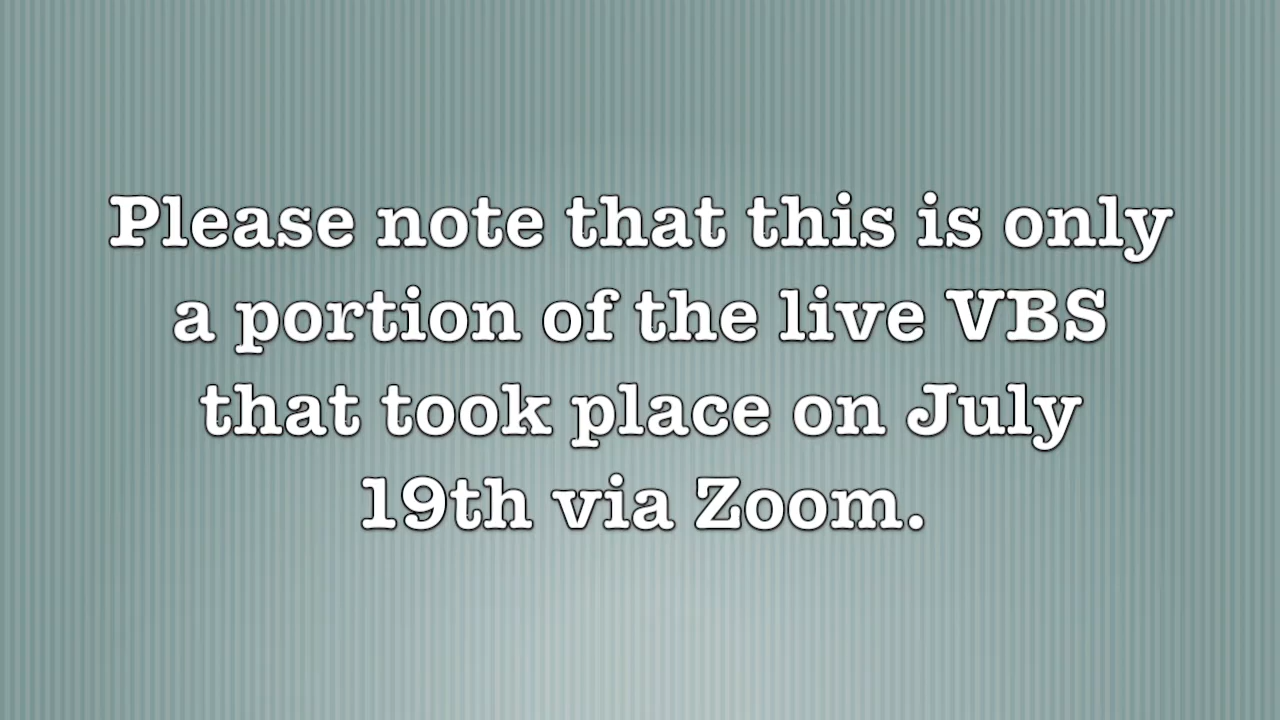 Please note that this is only
a portion of the live VBS
that took place on July
19th via Zoom.